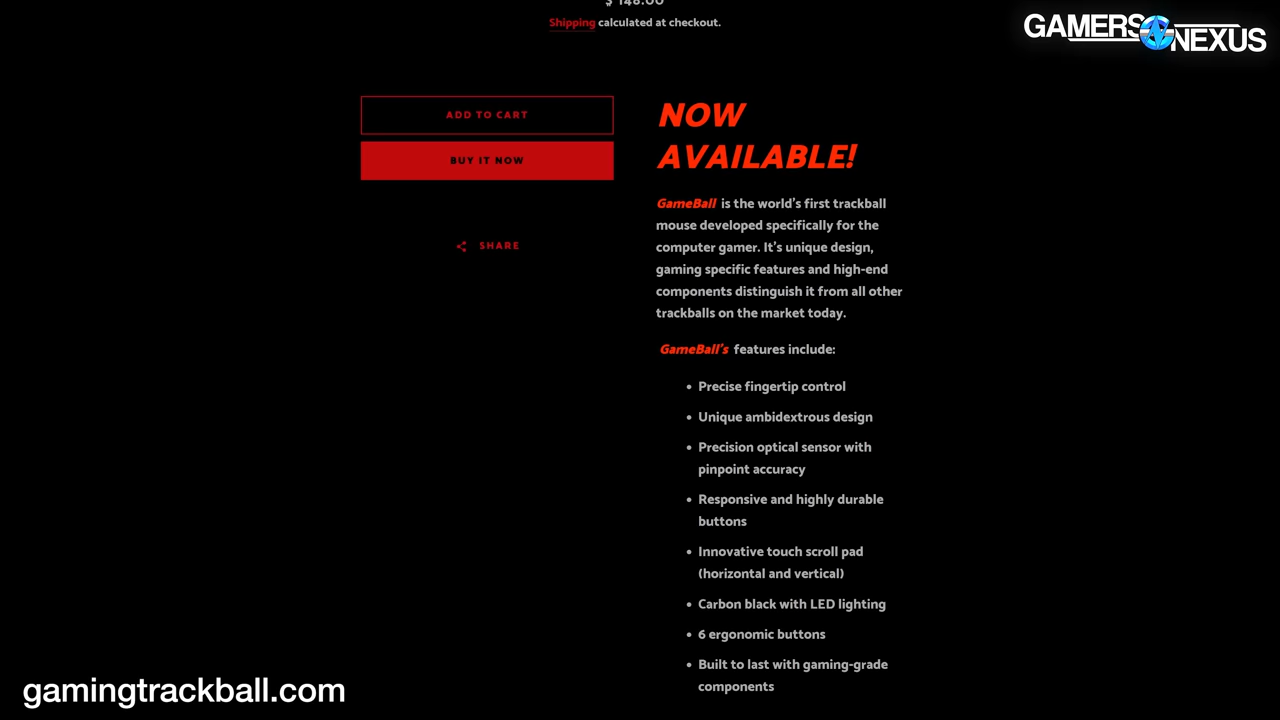 Shipping calculated at checkout.
GAMERS NEXUS
ADD TO CART
BUY IT NOW
SHARE
NOW
AVAILABLE!
GameBall is the world's first trackball
mouse developed specifically for the
computer gamer. It's unique design,
gaming specific features and high-end
components distinguish it from all other
trackballs on the market today.
GameBall's features include:
• Precise fingertip control
• Unique ambidextrous design
• Precision optical sensor with
pinpoint accuracy
• Responsive and highly durable
buttons
• Innovative touch scroll pad
(horizontal and vertical)
• Carbon black with LED lighting
• 6 ergonomic buttons
• Built to last with gaming-grade
components
gamingtrackball.com